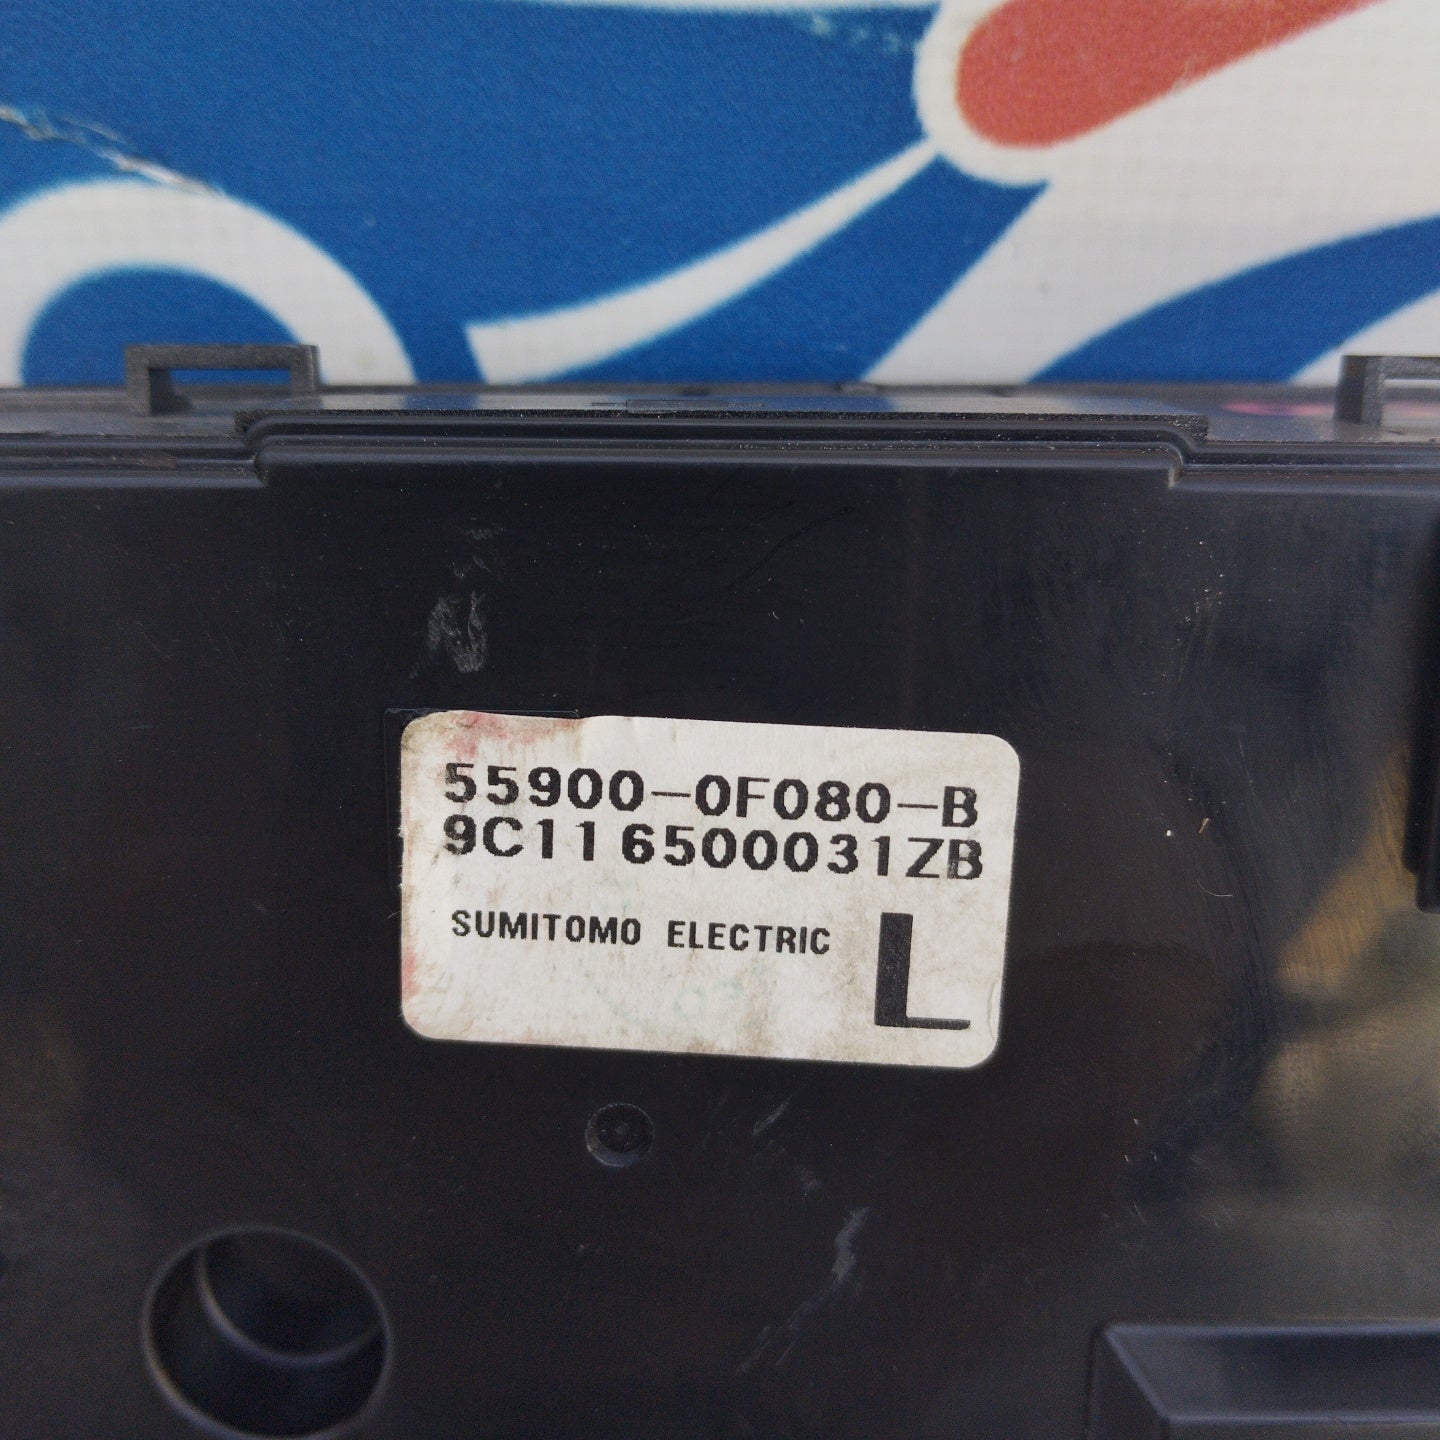 55900-0F080-B
9C116500031ZB
SUMITOMO ELECTRIC
L